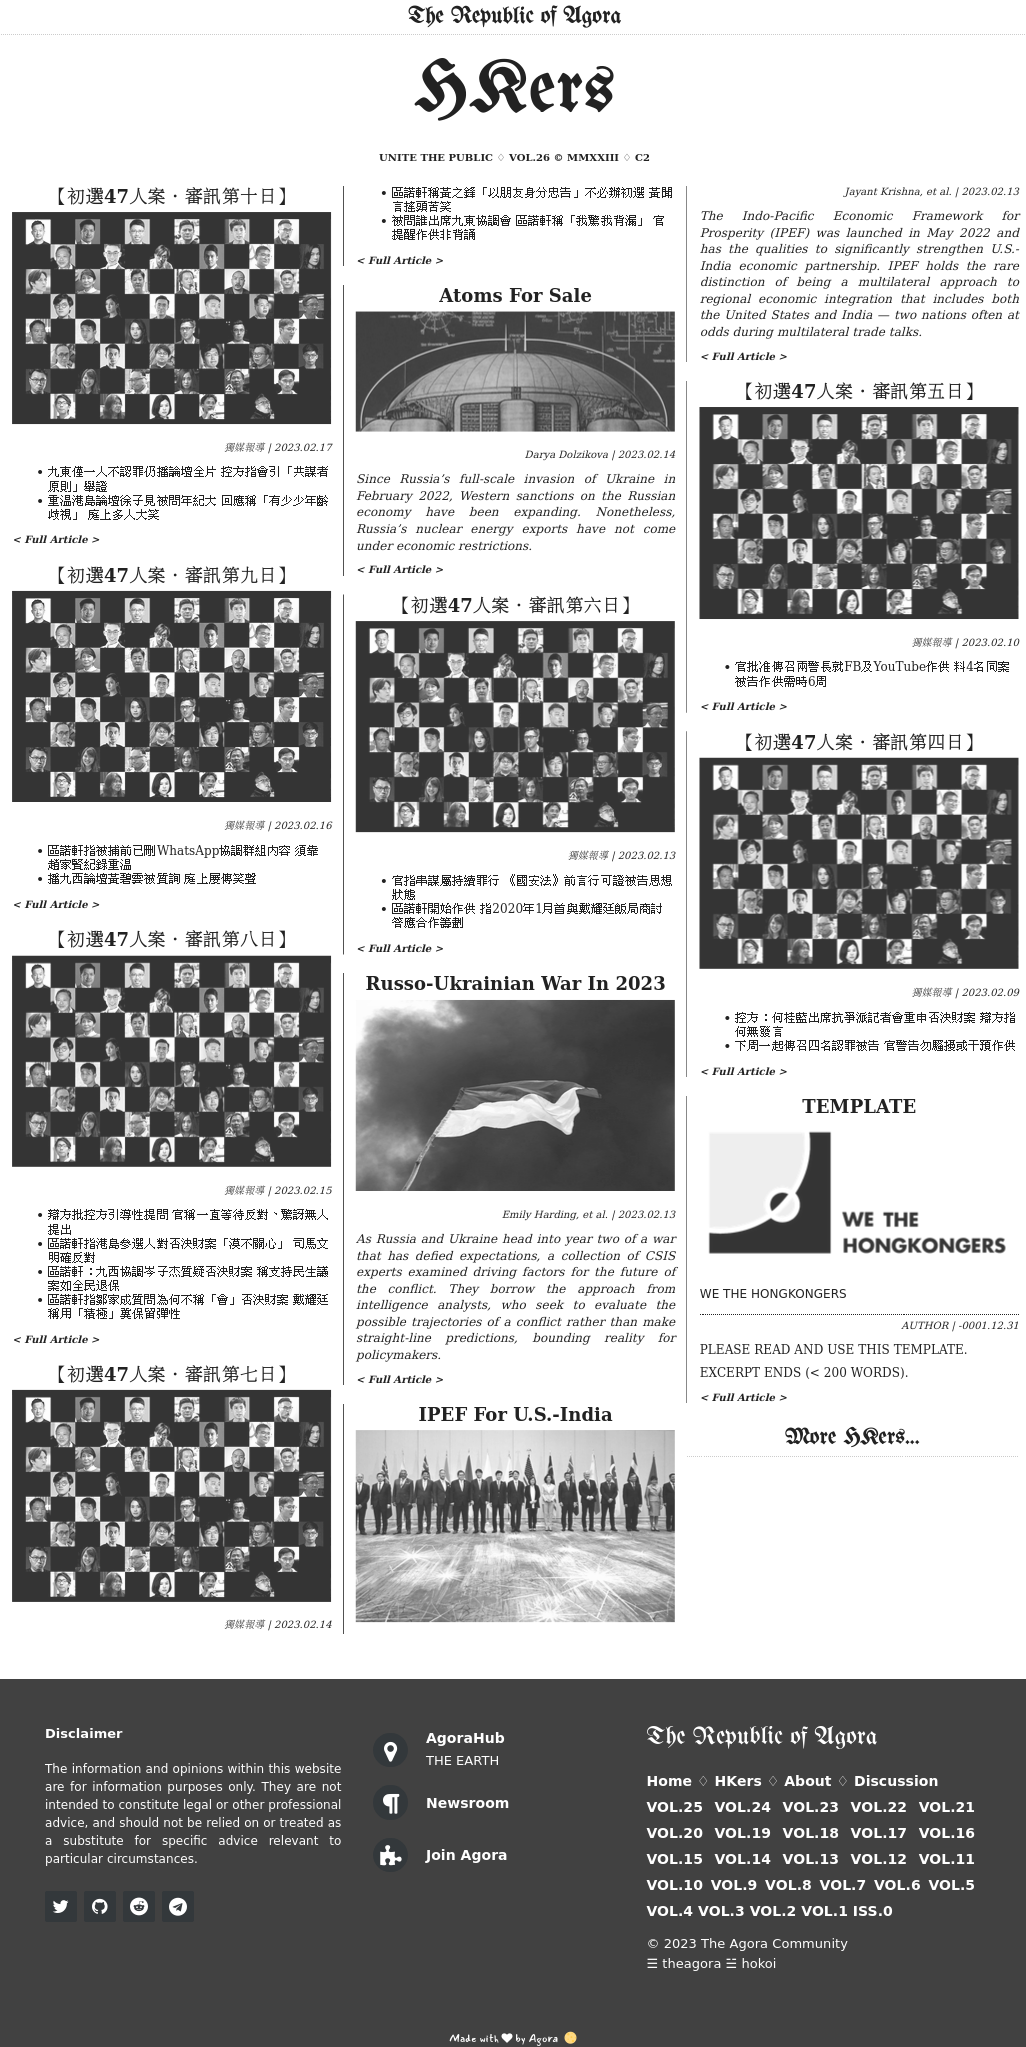 The Republic of Agora
HKers
UNITE THE PUBLIC ♢ VOL.26 © MMXXIII ♢ C2
【初選47人案・審訊第十日】
獨媒報導 | 2023.02.17
• 九東僅一人不認罪仍播論壇全片 控方指會引「共謀者
原則」舉證
• 重温港島論壇徐子見被問年紀大 回應稱「有少少年齡
歧視」 庭上多人大笑
< Full Article >
【初選47人案・審訊第九日】
獨媒報導 | 2023.02.16
• 區諾軒指被捕前已刪WhatsApp協調群組內容 須靠
趙家賢紀錄重温
• 播九西論壇黃碧雲被質詢 庭上屢傳笑聲
< Full Article >
【初選47人案・審訊第八日】
獨媒報導 | 2023.02.15
• 辯方批控方引導性提問 官稱一直等待反對、驚訝無人
提出
• 區諾軒指港島參選人對否決財案「漠不關心」 司馬文
明確反對
• 區諾軒：九西協調岑子杰質疑否決財案 稱支持民生議
案如全民退保
• 區諾軒指鄒家成質問為何不稱「會」否決財案 戴耀廷
稱用「積極」冀保留彈性
< Full Article >
【初選47人案・審訊第七日】
獨媒報導 | 2023.02.14
• 區諾軒稱黃之鋒「以朋友身分忠告」不必辦初選 黃聞
言搖頭苦笑
• 被問誰出席九東協調會 區諾軒稱「我驚我背漏」 官
提醒作供非背誦
< Full Article >
Atoms For Sale
Darya Dolzikova | 2023.02.14
Since Russia’s full-scale invasion of Ukraine in
February 2022, Western sanctions on the Russian
economy have been expanding. Nonetheless,
Russia’s nuclear energy exports have not come
under economic restrictions.
< Full Article >
【初選47人案・審訊第六日】
獨媒報導 | 2023.02.13
• 官指串謀屬持續罪行 《國安法》前言行可證被告思想
狀態
• 區諾軒開始作供 指2020年1月首與戴耀廷飯局商討
答應合作籌劃
< Full Article >
Russo-Ukrainian War In 2023
Emily Harding, et al. | 2023.02.13
As Russia and Ukraine head into year two of a war
that has defied expectations, a collection of CSIS
experts examined driving factors for the future of
the conflict. They borrow the approach from
intelligence analysts, who seek to evaluate the
possible trajectories of a conflict rather than make
straight-line predictions, bounding reality for
policymakers.
< Full Article >
IPEF For U.S.-India
Jayant Krishna, et al. | 2023.02.13
The Indo-Pacific Economic Framework for
Prosperity (IPEF) was launched in May 2022 and
has the qualities to significantly strengthen U.S.-
India economic partnership. IPEF holds the rare
distinction of being a multilateral approach to
regional economic integration that includes both
the United States and India — two nations often at
odds during multilateral trade talks.
< Full Article >
【初選47人案・審訊第五日】
獨媒報導 | 2023.02.10
• 官批准傳召兩警長就FB及YouTube作供 料4名同案
被告作供需時6周
< Full Article >
【初選47人案・審訊第四日】
獨媒報導 | 2023.02.09
• 控方：何桂藍出席抗爭派記者會重申否決財案 辯方指
何無發言
• 下周一起傳召四名認罪被告 官警告勿騷擾或干預作供
< Full Article >
TEMPLATE
WE THE
HONGKONGERS
WE THE HONGKONGERS
AUTHOR | -0001.12.31
PLEASE READ AND USE THIS TEMPLATE.
EXCERPT ENDS (< 200 WORDS).
< Full Article >
More HKers...
Disclaimer
The information and opinions within this website
are for information purposes only. They are not
intended to constitute legal or other professional
advice, and should not be relied on or treated as
a substitute for specific advice relevant to
particular circumstances.
AgoraHub
THE EARTH
Newsroom
Join Agora
The Republic of Agora
Home ♢ HKers ♢ About ♢ Discussion
VOL.25 VOL.24 VOL.23 VOL.22 VOL.21
VOL.20 VOL.19 VOL.18 VOL.17 VOL.16
VOL.15 VOL.14 VOL.13 VOL.12 VOL.11
VOL.10 VOL.9 VOL.8 VOL.7 VOL.6 VOL.5
VOL.4 VOL.3 VOL.2 VOL.1 ISS.0
© 2023 The Agora Community
☰ theagora ☱ hokoi
Made with ♥ by Agora